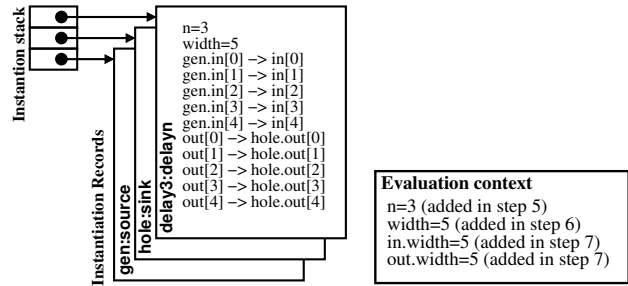 Instantion stack
Instantiation Records
gen:source
hole:sink
delay3:delayn
n=3
width=5
gen.in[0] −> in[0]
gen.in[1] −> in[1]
gen.in[2] −> in[2]
gen.in[3] −> in[3]
gen.in[4] −> in[4]
out[0] −> hole.out[0]
out[1] −> hole.out[1]
out[2] −> hole.out[2]
out[3] −> hole.out[3]
out[4] −> hole.out[4]
Evaluation context
n=3 (added in step 5)
width=5 (added in step 6)
in.width=5 (added in step 7)
out.width=5 (added in step 7)